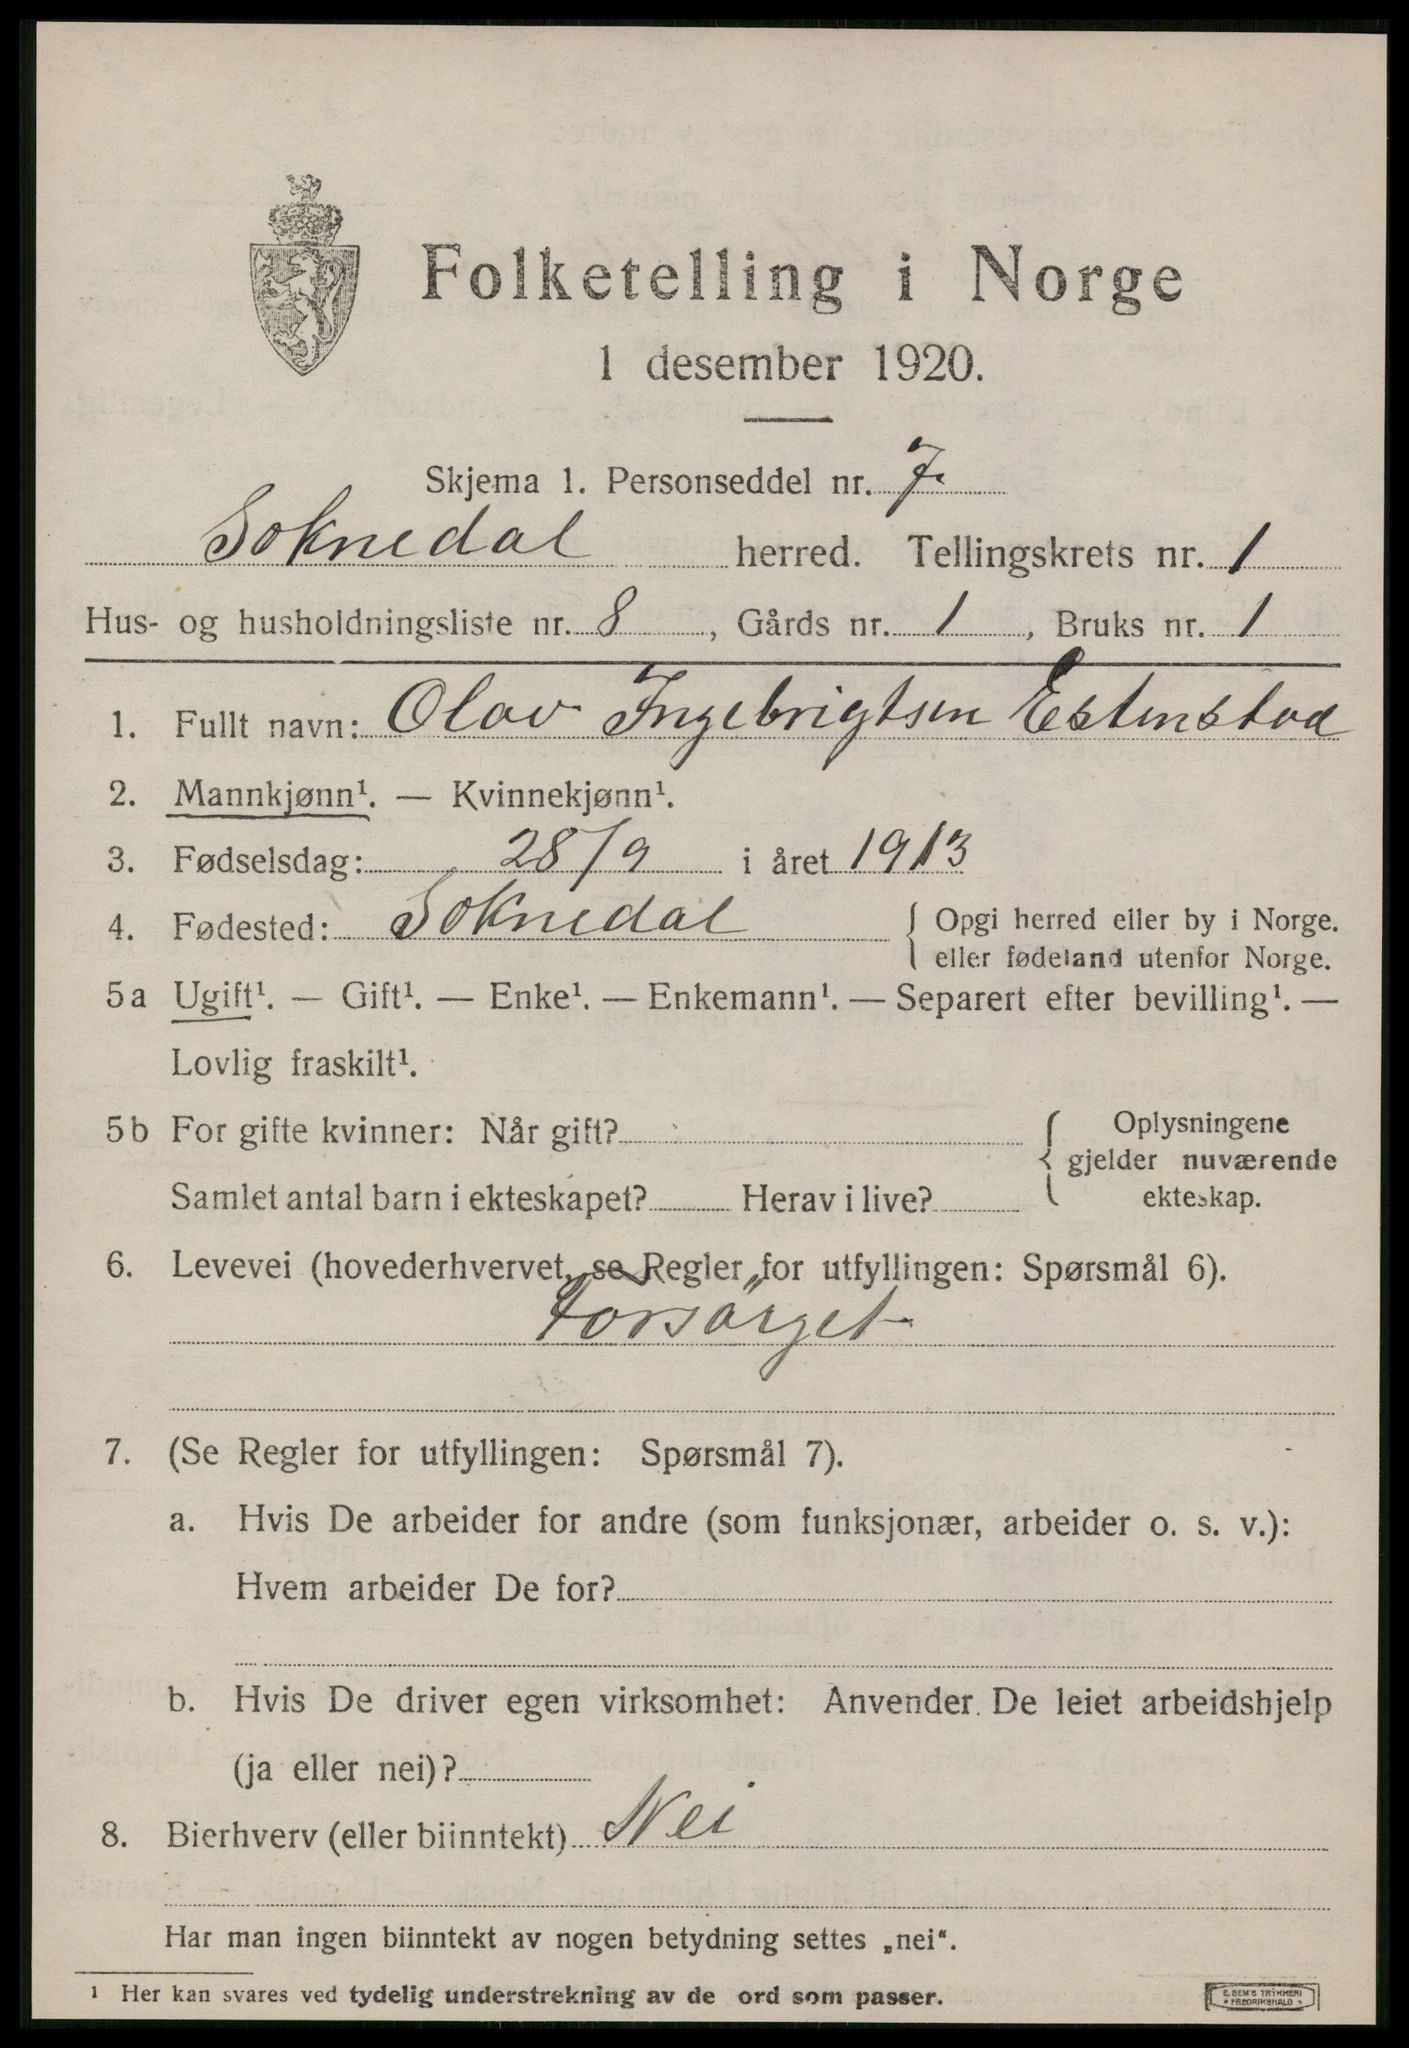 Folketelling i Norge
1 desember 1920.
Skjema 1. Personseddel nr. 7.
Soknedal herred. Tellingskrets nr. 1
Hus- og husholdningsliste nr. 8, Gårds nr. 1, Bruks nr. 1
1. Fullt navn: Olav Ingebrigtsen Estenstad
2. Mannkjønn¹. — Kvinnekjønn¹.
3. Fødselsdag: 28/9 i året 1913
4. Fødested: Soknedal { Opgi herred eller by i Norge.
eller fødeland utenfor Norge.
5a Ugift¹. — Gift¹. — Enke¹. — Enkemann¹. — Separert efter bevilling¹. —
Lovlig fraskilt¹.
5b For gifte kvinner: Når gift? { Oplysningene
gjelder nuværende
Samlet antal barn i ekteskapet? Herav i live? ekteskap.
6. Levevei (hovederhvervet, se Regler for utfyllingen: Spørsmål 6).
Forsörget
7. (Se Regler for utfyllingen: Spørsmål 7).
a. Hvis De arbeider for andre (som funksjonær, arbeider o. s. v.):
Hvem arbeider De for?
b. Hvis De driver egen virksomhet: Anvender De leiet arbeidshjelp
(ja eller nei)?
8. Bierhverv (eller biinntekt) Nei
Har man ingen biinntekt av nogen betydning settes „nei“.
¹ Her kan svares ved tydelig understrekning av de ord som passer.
E. SEM'S TRYKKERI
FREDRIKSHALD